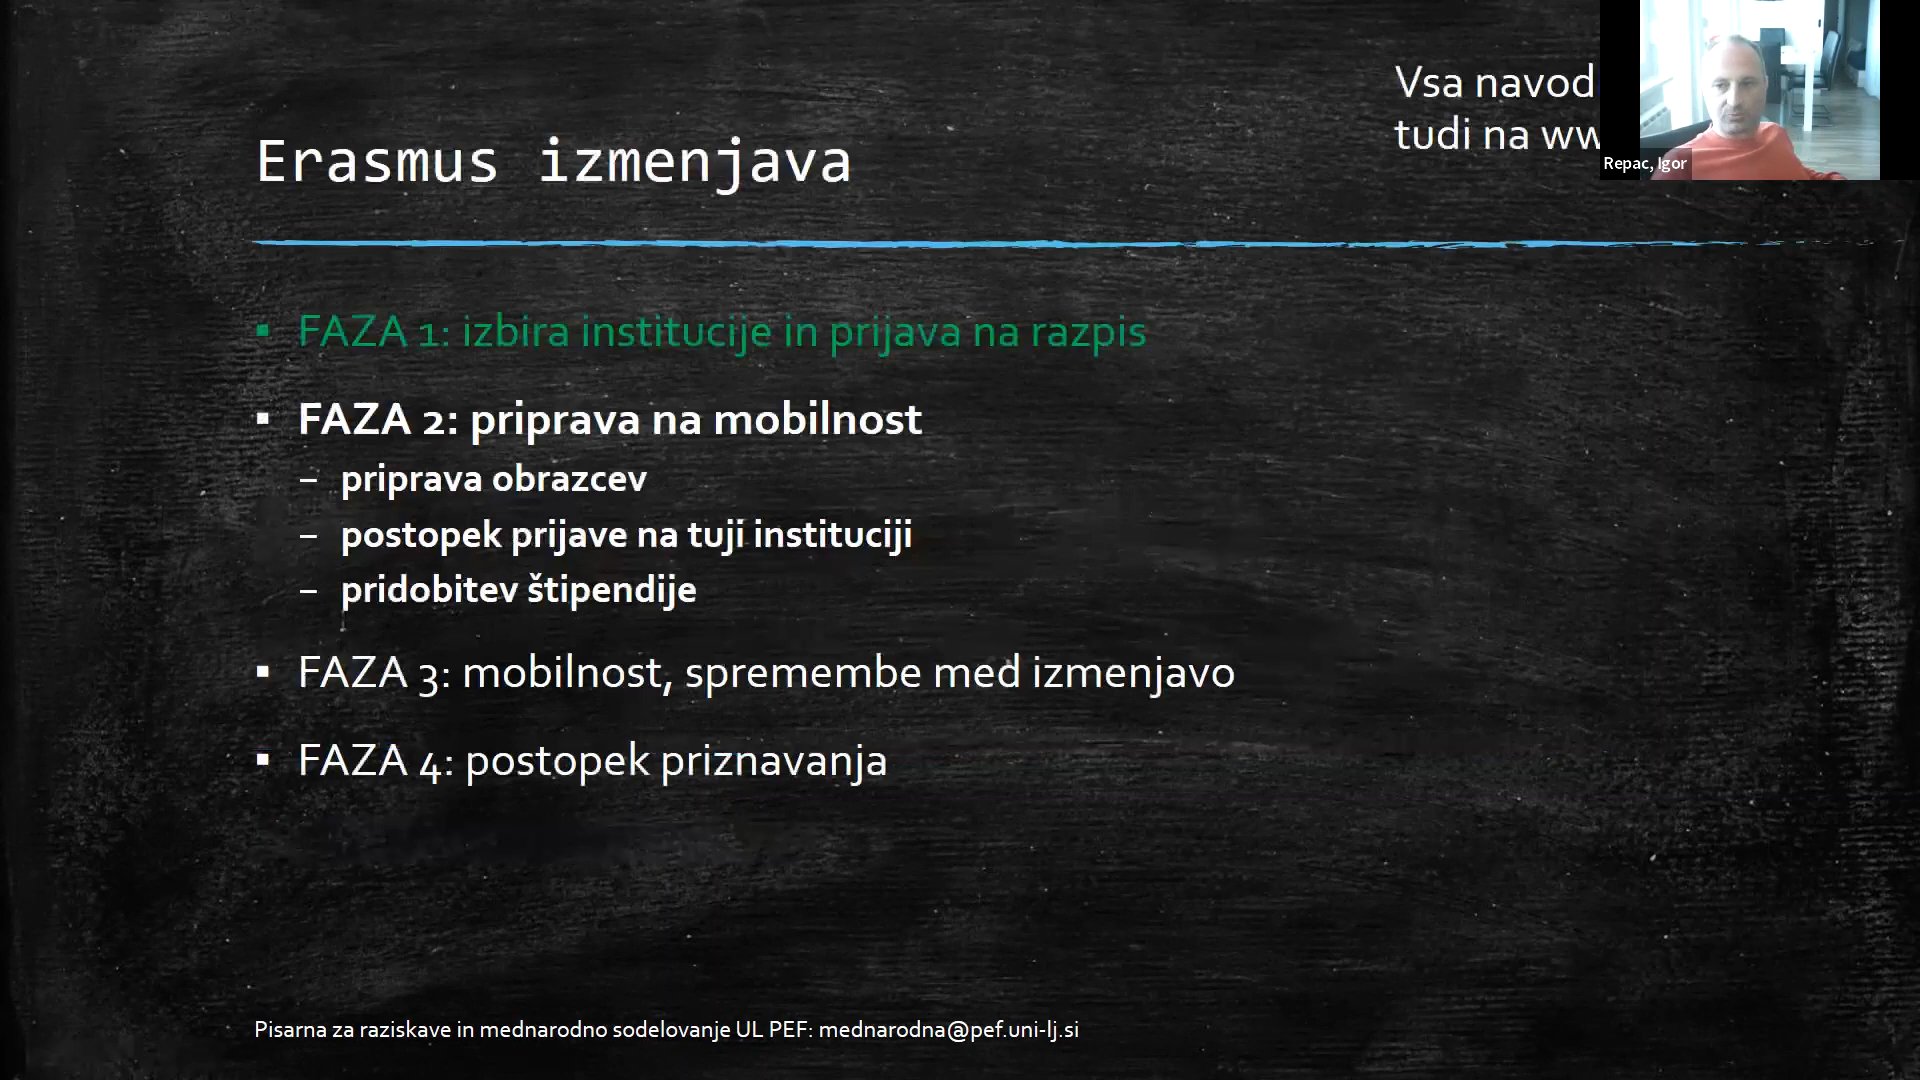 Vsa
tudi na
Repac, Igor
Erasmus izmenjava
▪ FAZA 1: izbira institucije in prijava na razpis
▪ FAZA 2: priprava na mobilnost
– priprava obrazcev
– postopek prijave na tuji instituciji
– pridobitev štipendije
▪ FAZA 3: mobilnost, spremembe med izmenjavo
▪ FAZA 4: postopek priznavanja
Pisarna za raziskave in mednarodno sodelovanje UL PEF: mednarodna@pef.uni-lj.si